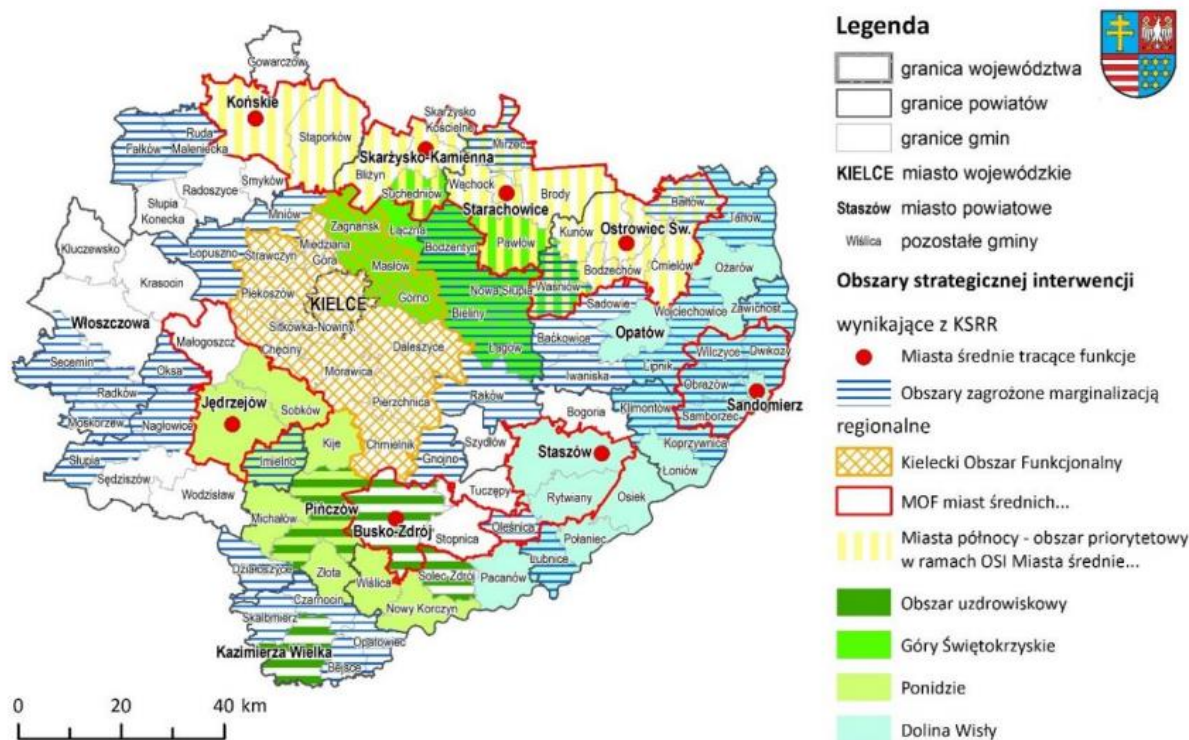 Gowarczów
Końskie
Stąporków
Skarżysko
Kościelne
Ruda
Maleniecka
Fałków
Skarżysko-Kamienna
Mirzec
Bliżyn
Smyków
Radoszyce
Suchedniów
Wąchock
Brody
Starachowice
Bałtów
Słupia
Konecka
Mniów
Zagnańsk
Łączna
Tarłów
Kunów
Ostrowiec Św.
Kluczewsko
Łopuszno
Strawczyn
Miedziana
Góra
Bodzentyn
Pawłów
Bodzechów
Ćmielów
Ożarów
Krasocin
Masłów
Piekoszów
KIELCE
Górno
Nowa Słupia
Waśniów
Sadowie
Wojciechowice
Zawichost
Bieliny
Włoszczowa
Sitkówka-Nowiny
Opatów
Małogoszcz
Chęciny
Daleszyce
Łagów
Baćkowice
Wilczyce
Dwikozy
Secemin
Oksa
Morawica
Iwaniska
Lipnik
Obrazów
Radków
Jędrzejów
Sobków
Pierzchnica
Raków
Bogoria
Klimontów
Samborzec
Sandomierz
Moskorzew
Nagłowice
Kije
Chmielnik
Szydłów
Staszów
Koprzywnica
Słupia
Imielno
Gnojno
Łoniów
Sędziszów
Wodzisław
Tuczępy
Rytwiany
Osiek
Michałów
Pińczów
Busko-Zdrój
Stopnica
Oleśnica
Połaniec
Działoszyce
Złota
Wiślica
Solec Zdrój
Pacanów
Łubnice
Czarnocin
Skalbmierz
Nowy Korczyn
Opatowiec
Kazimierza Wielka
Bejsce
0 20 40 km
Legenda
granica województwa
granice powiatów
granice gmin
KIELCE miasto wojewódzkie
Staszów miasto powiatowe
Wiślica pozostałe gminy
Obszary strategicznej interwencji
wynikające z KSRR
Miasta średnie tracące funkcje
Obszary zagrożone marginalizacją
regionalne
Kielecki Obszar Funkcjonalny
MOF miast średnich...
Miasta północy - obszar priorytetowy
w ramach OSI Miasta średnie...
Obszar uzdrowiskowy
Góry Świętokrzyskie
Ponidzie
Dolina Wisły